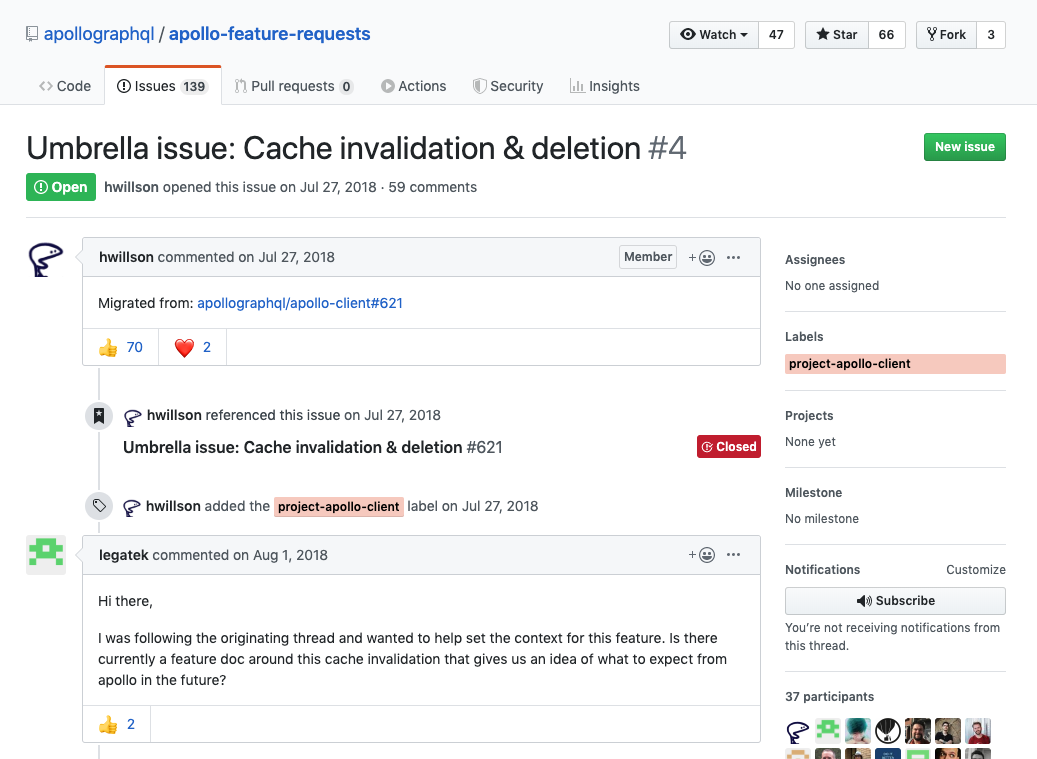 apollographql / apollo-feature-requests
Watch 47 Star 66 Fork 3
Code Issues 139 Pull requests 0 Actions Security Insights
Umbrella issue: Cache invalidation & deletion #4
New issue
Open hwillson opened this issue on Jul 27, 2018 · 59 comments
hwillson commented on Jul 27, 2018 Member
Migrated from: apollographql/apollo-client#621
👍 70 ❤️ 2
hwillson referenced this issue on Jul 27, 2018
Umbrella issue: Cache invalidation & deletion #621 Closed
hwillson added the project-apollo-client label on Jul 27, 2018
legatek commented on Aug 1, 2018
Hi there,
I was following the originating thread and wanted to help set the context for this feature. Is there
currently a feature doc around this cache invalidation that gives us an idea of what to expect from
apollo in the future?
👍 2
Assignees
No one assigned
Labels
project-apollo-client
Projects
None yet
Milestone
No milestone
Notifications Customize
Subscribe
You're not receiving notifications from
this thread.
37 participants